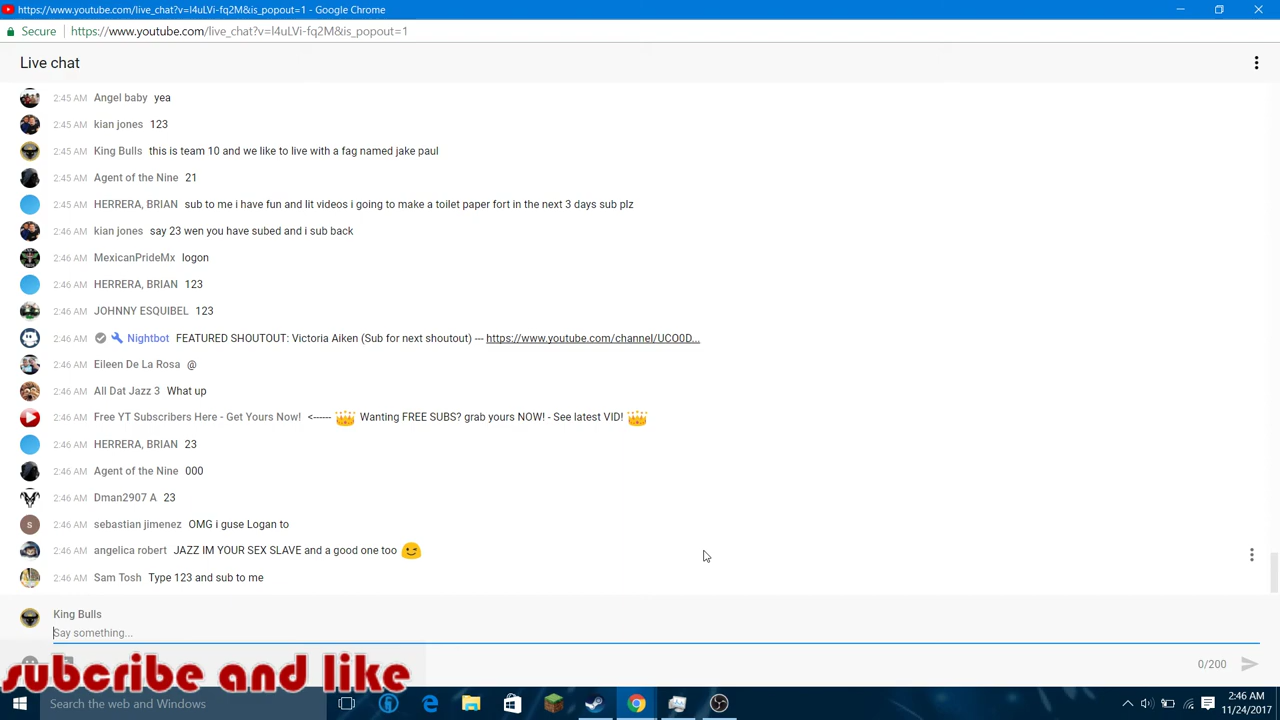 https://www.youtube.com/live_chat?v=l4uLVi-fq2M&is_popout=1 - Google Chrome
Secure https://www.youtube.com/live_chat?v=l4uLVi-fq2M&is_popout=1
Live chat
2:45 AM Angel baby yea
2:45 AM kian jones 123
2:45 AM King Bulls this is team 10 and we like to live with a fag named jake paul
2:45 AM Agent of the Nine 21
2:45 AM HERRERA, BRIAN sub to me i have fun and lit videos i going to make a toilet paper fort in the next 3 days sub plz
2:46 AM kian jones say 23 wen you have subed and i sub back
2:46 AM MexicanPrideMx logon
2:46 AM HERRERA, BRIAN 123
2:46 AM JOHNNY ESQUIBEL 123
2:46 AM Nightbot FEATURED SHOUTOUT: Victoria Aiken (Sub for next shoutout) --- https://www.youtube.com/channel/UCO0D...
2:46 AM Eileen De La Rosa @
2:46 AM All Dat Jazz 3 What up
2:46 AM Free YT Subscribers Here - Get Yours Now! <------ Wanting FREE SUBS? grab yours NOW! - See latest VID!
2:46 AM HERRERA, BRIAN 23
2:46 AM Agent of the Nine 000
2:46 AM Dman2907 A 23
S 2:46 AM sebastian jimenez OMG i guse Logan to
2:46 AM angelica robert JAZZ IM YOUR SEX SLAVE and a good one too
2:46 AM Sam Tosh Type 123 and sub to me
King Bulls
Say something...
0/200
subcribe and like
Search the web and Windows
2:46 AM
11/24/2017